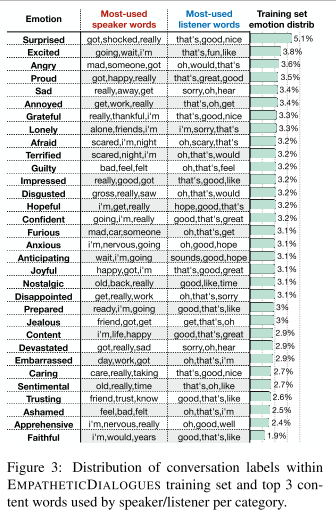 Emotion Most-used speaker words Most-used listener words Training set emotion distrib
Surprised got,shocked,really that's,good,nice 5.1%
Excited going,wait,i'm that's,fun,like 3.8%
Angry mad,someone,got oh,would,that's 3.6%
Proud got,happy,really that's,great,good 3.5%
Sad really,away,get sorry,oh,hear 3.4%
Annoyed get,work,really that's,oh,get 3.4%
Grateful really,thankful,i'm that's,good,nice 3.3%
Lonely alone,friends,i'm i'm,sorry,that's 3.3%
Afraid scared,i'm,night oh,scary,that's 3.2%
Terrified scared,night,i'm oh,that's,would 3.2%
Guilty bad,feel,felt oh,that's,feel 3.2%
Impressed really,good,got that's,good,like 3.2%
Disgusted gross,really,saw oh,that's,would 3.2%
Hopeful i'm,get,really hope,good,that's 3.2%
Confident going,i'm,really good,that's,great 3.2%
Furious mad,car,someone oh,that's,get 3.1%
Anxious i'm,nervous,going oh,good,hope 3.1%
Anticipating wait,i'm,going sounds,good,hope 3.1%
Joyful happy,got,i'm that's,good,great 3.1%
Nostalgic old,back,really good,like,time 3.1%
Disappointed get,really,work oh,that's,sorry 3.1%
Prepared ready,i'm,going good,that's,like 3%
Jealous friend,got,get get,that's,oh 3%
Content i'm,life,happy good,that's,great 2.9%
Devastated got,really,sad sorry,oh,hear 2.9%
Embarrassed day,work,got oh,that's,i'm 2.9%
Caring care,really,taking that's,good,nice 2.7%
Sentimental old,really,time that's,oh,like 2.7%
Trusting friend,trust,know good,that's,like 2.6%
Ashamed feel,bad,felt oh,that's,i'm 2.5%
Apprehensive i'm,nervous,really oh,good,well 2.4%
Faithful i'm,would,years good,that's,like 1.9%
Figure 3: Distribution of conversation labels within
EMPATHETICDIALOGUES training set and top 3 con-
tent words used by speaker/listener per category.